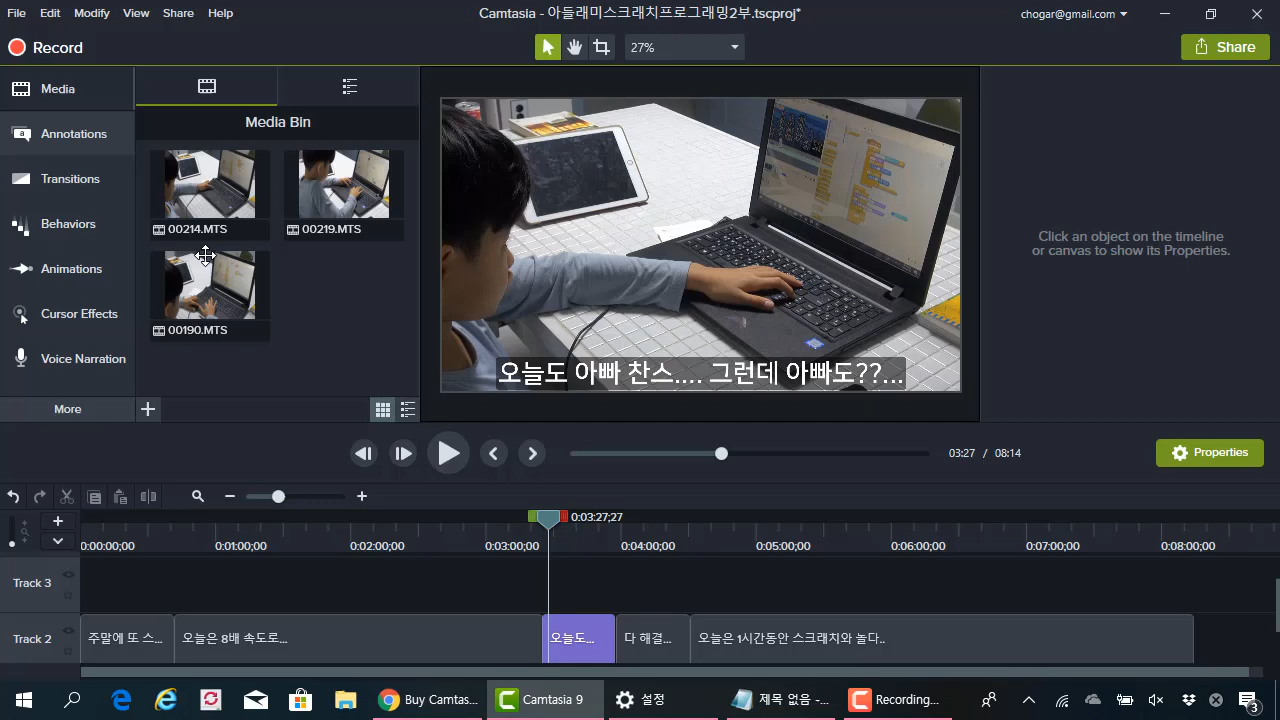 File Edit Modify View Share Help
Camtasia - 아들래미스크래치프로그래밍2부.tscproj*
chogar@gmail.com
Record
27%
Share
Media
Annotations
Transitions
Behaviors
Animations
Cursor Effects
Voice Narration
More
Media Bin
00214.MTS
00219.MTS
00190.MTS
오늘도 아빠 찬스.... 그런데 아빠도??...
Click an object on the timeline
or canvas to show its Properties.
03:27 / 08:14
Properties
0:03:27;27
0:00:00;00 0:01:00;00 0:02:00;00 0:03:00;00 0:04:00;00 0:05:00;00 0:06:00;00 0:07:00;00 0:08:00;00
Track 3
Track 2
주말에 또 스...
오늘은 8배 속도로...
오늘도...
다 해결...
오늘은 1시간동안 스크래치와 놀다..
Buy Camtas...
Camtasia 9
설정
제목 없음 -...
Recording...
3